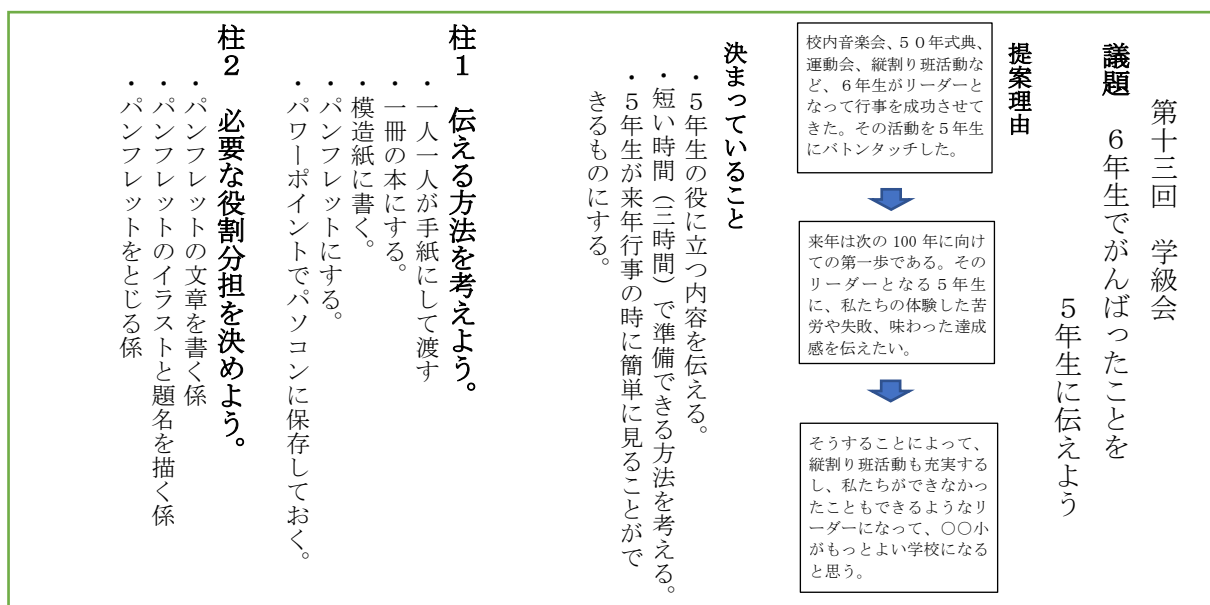 第十三回　学級会
議題　６年生でがんばったことを
５年生に伝えよう
提案理由
校内音楽会、５０年式典、
運動会、縦割り班活動な
ど、６年生がリーダーと
なって行事を成功させて
きた。その活動を５年生
にバトンタッチした。
来年は次の 100 年に向け
ての第一歩である。その
リーダーとなる５年生
に、私たちの体験した苦
労や失敗、味わった達成
感を伝えたい。
そうすることによって、
縦割り班活動も充実する
し、私たちができなかっ
たこともできるようなリ
ーダーになって、〇〇小
がもっとよい学校になる
と思う。
決まっていること
・５年生の役に立つ内容を伝える。
・短い時間（三時間）で準備できる方法を考える。
・５年生が来年行事の時に簡単に見ることがで
きるものにする。
柱１　伝える方法を考えよう。
・一人一人が手紙にして渡す
・一冊の本にする。
・模造紙に書く。
・パンフレットにする。
・パワーポイントでパソコンに保存しておく。
柱２　必要な役割分担を決めよう。
・パンフレットの文章を書く係
・パンフレットのイラストと題名を描く係
・パンフレットをとじる係